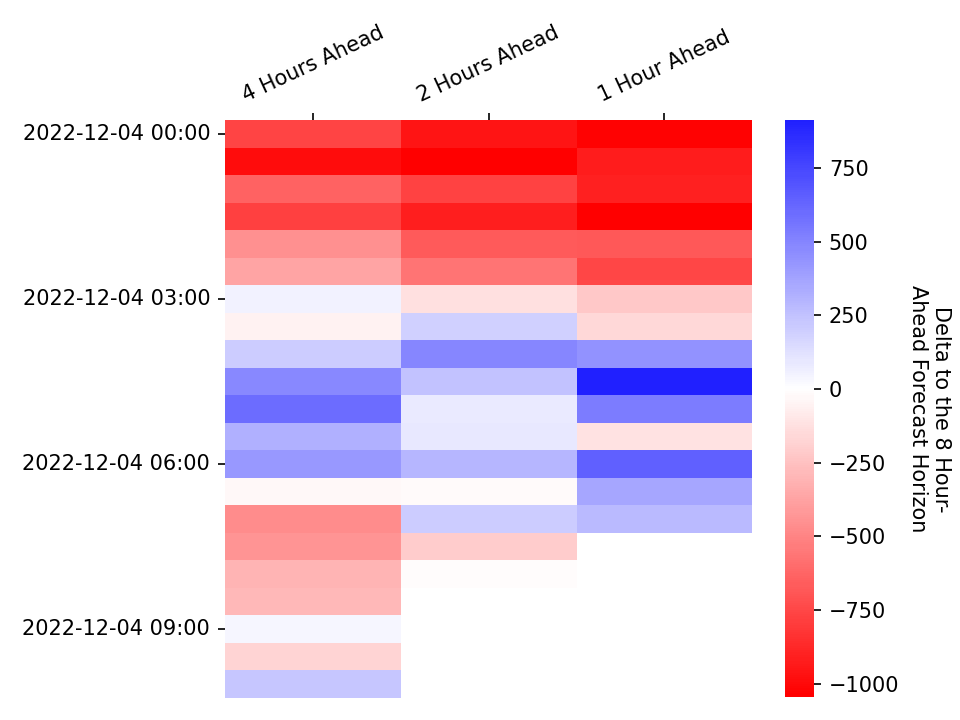 4 Hours Ahead
2 Hours Ahead
1 Hour Ahead
2022-12-04 00:00
2022-12-04 03:00
2022-12-04 06:00
2022-12-04 09:00
750
500
250
0
−250
−500
−750
−1000
Delta to the 8 Hour-
Ahead Forecast Horizon